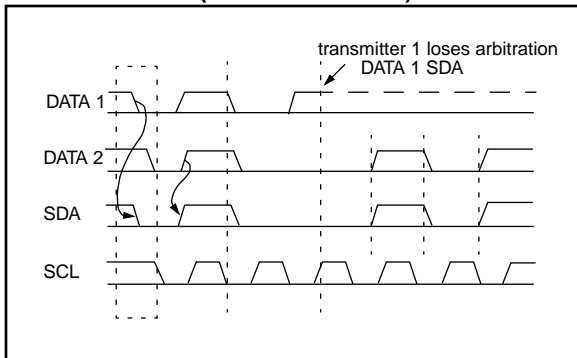 transmitter 1 loses arbitration
DATA 1 SDA
DATA 1
DATA 2
SDA
SCL